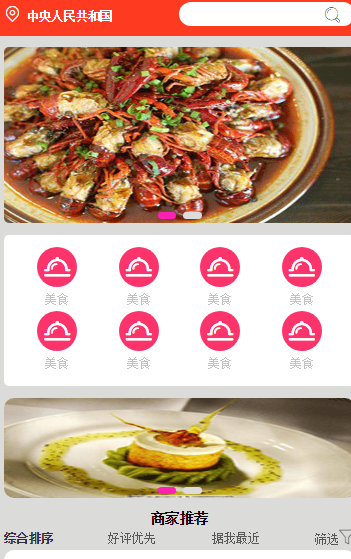 中央人民共和国
美食 美食 美食 美食
美食 美食 美食 美食
商家推荐
综合排序 好评优先 据我最近 筛选